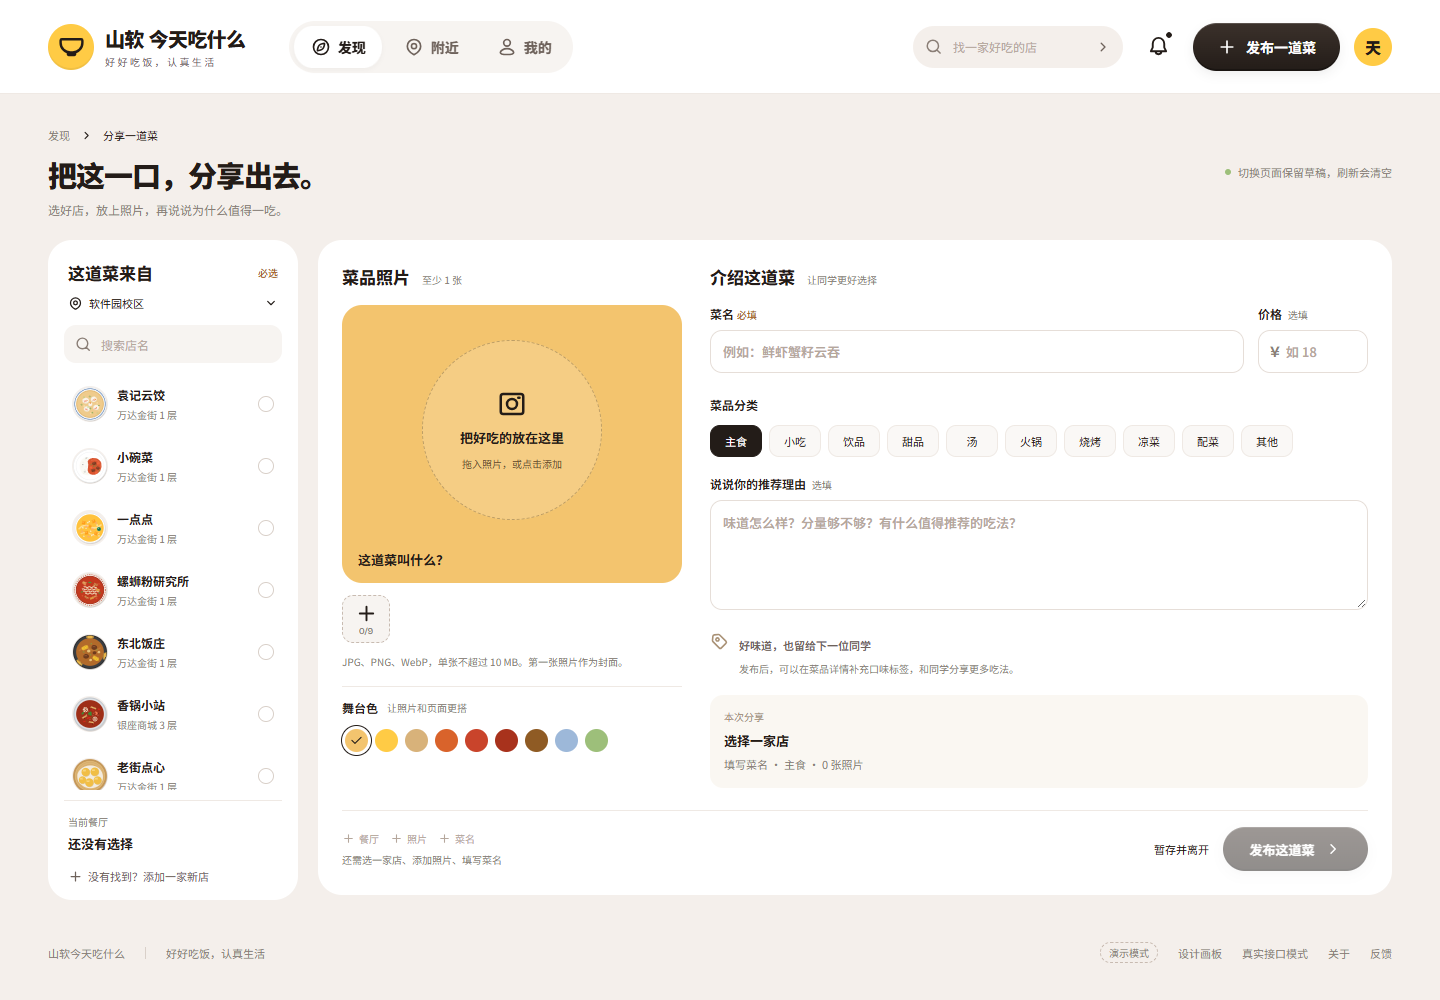 山软 今天吃什么
好好吃饭，认真生活
发现
附近
我的
找一家好吃的店
发布一道菜
天
发现 > 分享一道菜
把这一口，分享出去。
选好店，放上照片，再说说为什么值得一吃。
切换页面保留草稿，刷新会清空
这道菜来自
必选
软件园校区
搜索店名
袁记云饺
万达金街 1 层
小碗菜
万达金街 1 层
一点点
万达金街 1 层
螺蛳粉研究所
万达金街 1 层
东北饭庄
万达金街 1 层
香锅小站
银座商城 3 层
老街点心
万达金街 1 层
当前餐厅
还没有选择
没有找到？添加一家新店
菜品照片 至少 1 张
把好吃的放在这里
拖入照片，或点击添加
这道菜叫什么？
0/9
JPG、PNG、WebP，单张不超过 10 MB。第一张照片作为封面。
舞台色 让照片和页面更搭
介绍这道菜 让同学更好选择
菜名 必填
例如：鲜虾蟹籽云吞
价格 选填
¥ 如 18
菜品分类
主食
小吃
饮品
甜品
汤
火锅
烧烤
凉菜
配菜
其他
说说你的推荐理由 选填
味道怎么样？分量够不够？有什么值得推荐的吃法？
好味道，也留给下一位同学
发布后，可以在菜品详情补充口味标签，和同学分享更多吃法。
本次分享
选择一家店
填写菜名 · 主食 · 0 张照片
餐厅 照片 菜名
还需选一家店、添加照片、填写菜名
暂存并离开
发布这道菜
山软今天吃什么
好好吃饭，认真生活
演示模式
设计画板
真实接口模式
关于
反馈